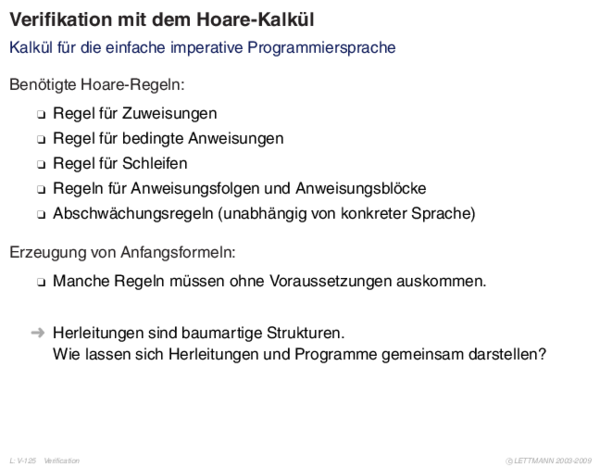 Verifikation mit dem Hoare-Kalkül
Kalkül für die einfache imperative Programmiersprache
Benötigte Hoare-Regeln:
❑ Regel für Zuweisungen
❑ Regel für bedingte Anweisungen
❑ Regel für Schleifen
❑ Regeln für Anweisungsfolgen und Anweisungsblöcke
❑ Abschwächungsregeln (unabhängig von konkreter Sprache)
Erzeugung von Anfangsformeln:
❑ Manche Regeln müssen ohne Voraussetzungen auskommen.
➜ Herleitungen sind baumartige Strukturen.
Wie lassen sich Herleitungen und Programme gemeinsam darstellen?
L: V-125 Verification © LETTMANN 2003-2009